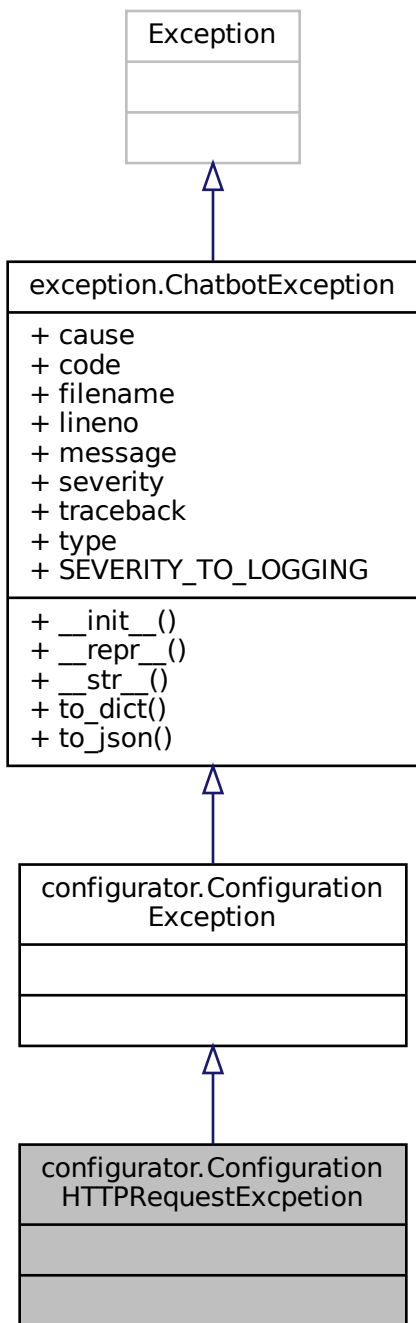 Exception
exception.ChatbotException
+ cause
+ code
+ filename
+ lineno
+ message
+ severity
+ traceback
+ type
+ SEVERITY_TO_LOGGING
+ __init__()
+ __repr__()
+ __str__()
+ to_dict()
+ to_json()
configurator.Configuration
Exception
configurator.Configuration
HTTPRequestExcpetion